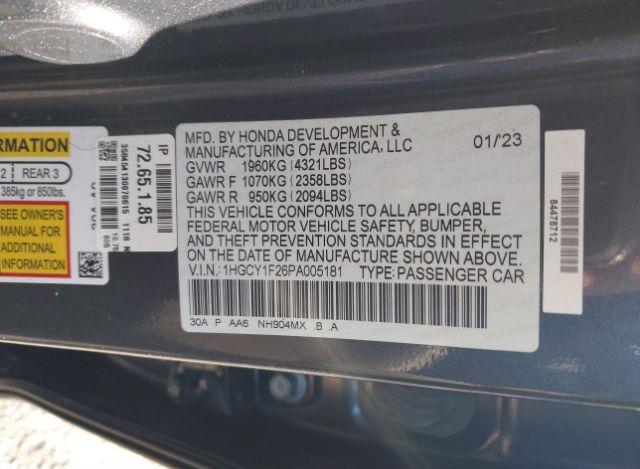 RMATION
2 REAR 3
385kg or 850lbs.
SEE OWNER'S
MANUAL FOR
ADDITIONAL
INFORMATION
IP
72.65.1.85
1118 N
MFD. BY HONDA DEVELOPMENT &
MANUFACTURING OF AMERICA, LLC
01/23
GVWR 1960KG (4321LBS)
GAWR F 1070KG (2358LBS)
GAWR R 950KG (2094LBS)
THIS VEHICLE CONFORMS TO ALL APPLICABLE
FEDERAL MOTOR VEHICLE SAFETY, BUMPER,
AND THEFT PREVENTION STANDARDS IN EFFECT
ON THE DATE OF MANUFACTURE SHOWN ABOVE.
V.I.N.: 1HGCY1F26PA005181 TYPE: PASSENGER CAR
30A P AA6 NH904MX .B .A
84478712